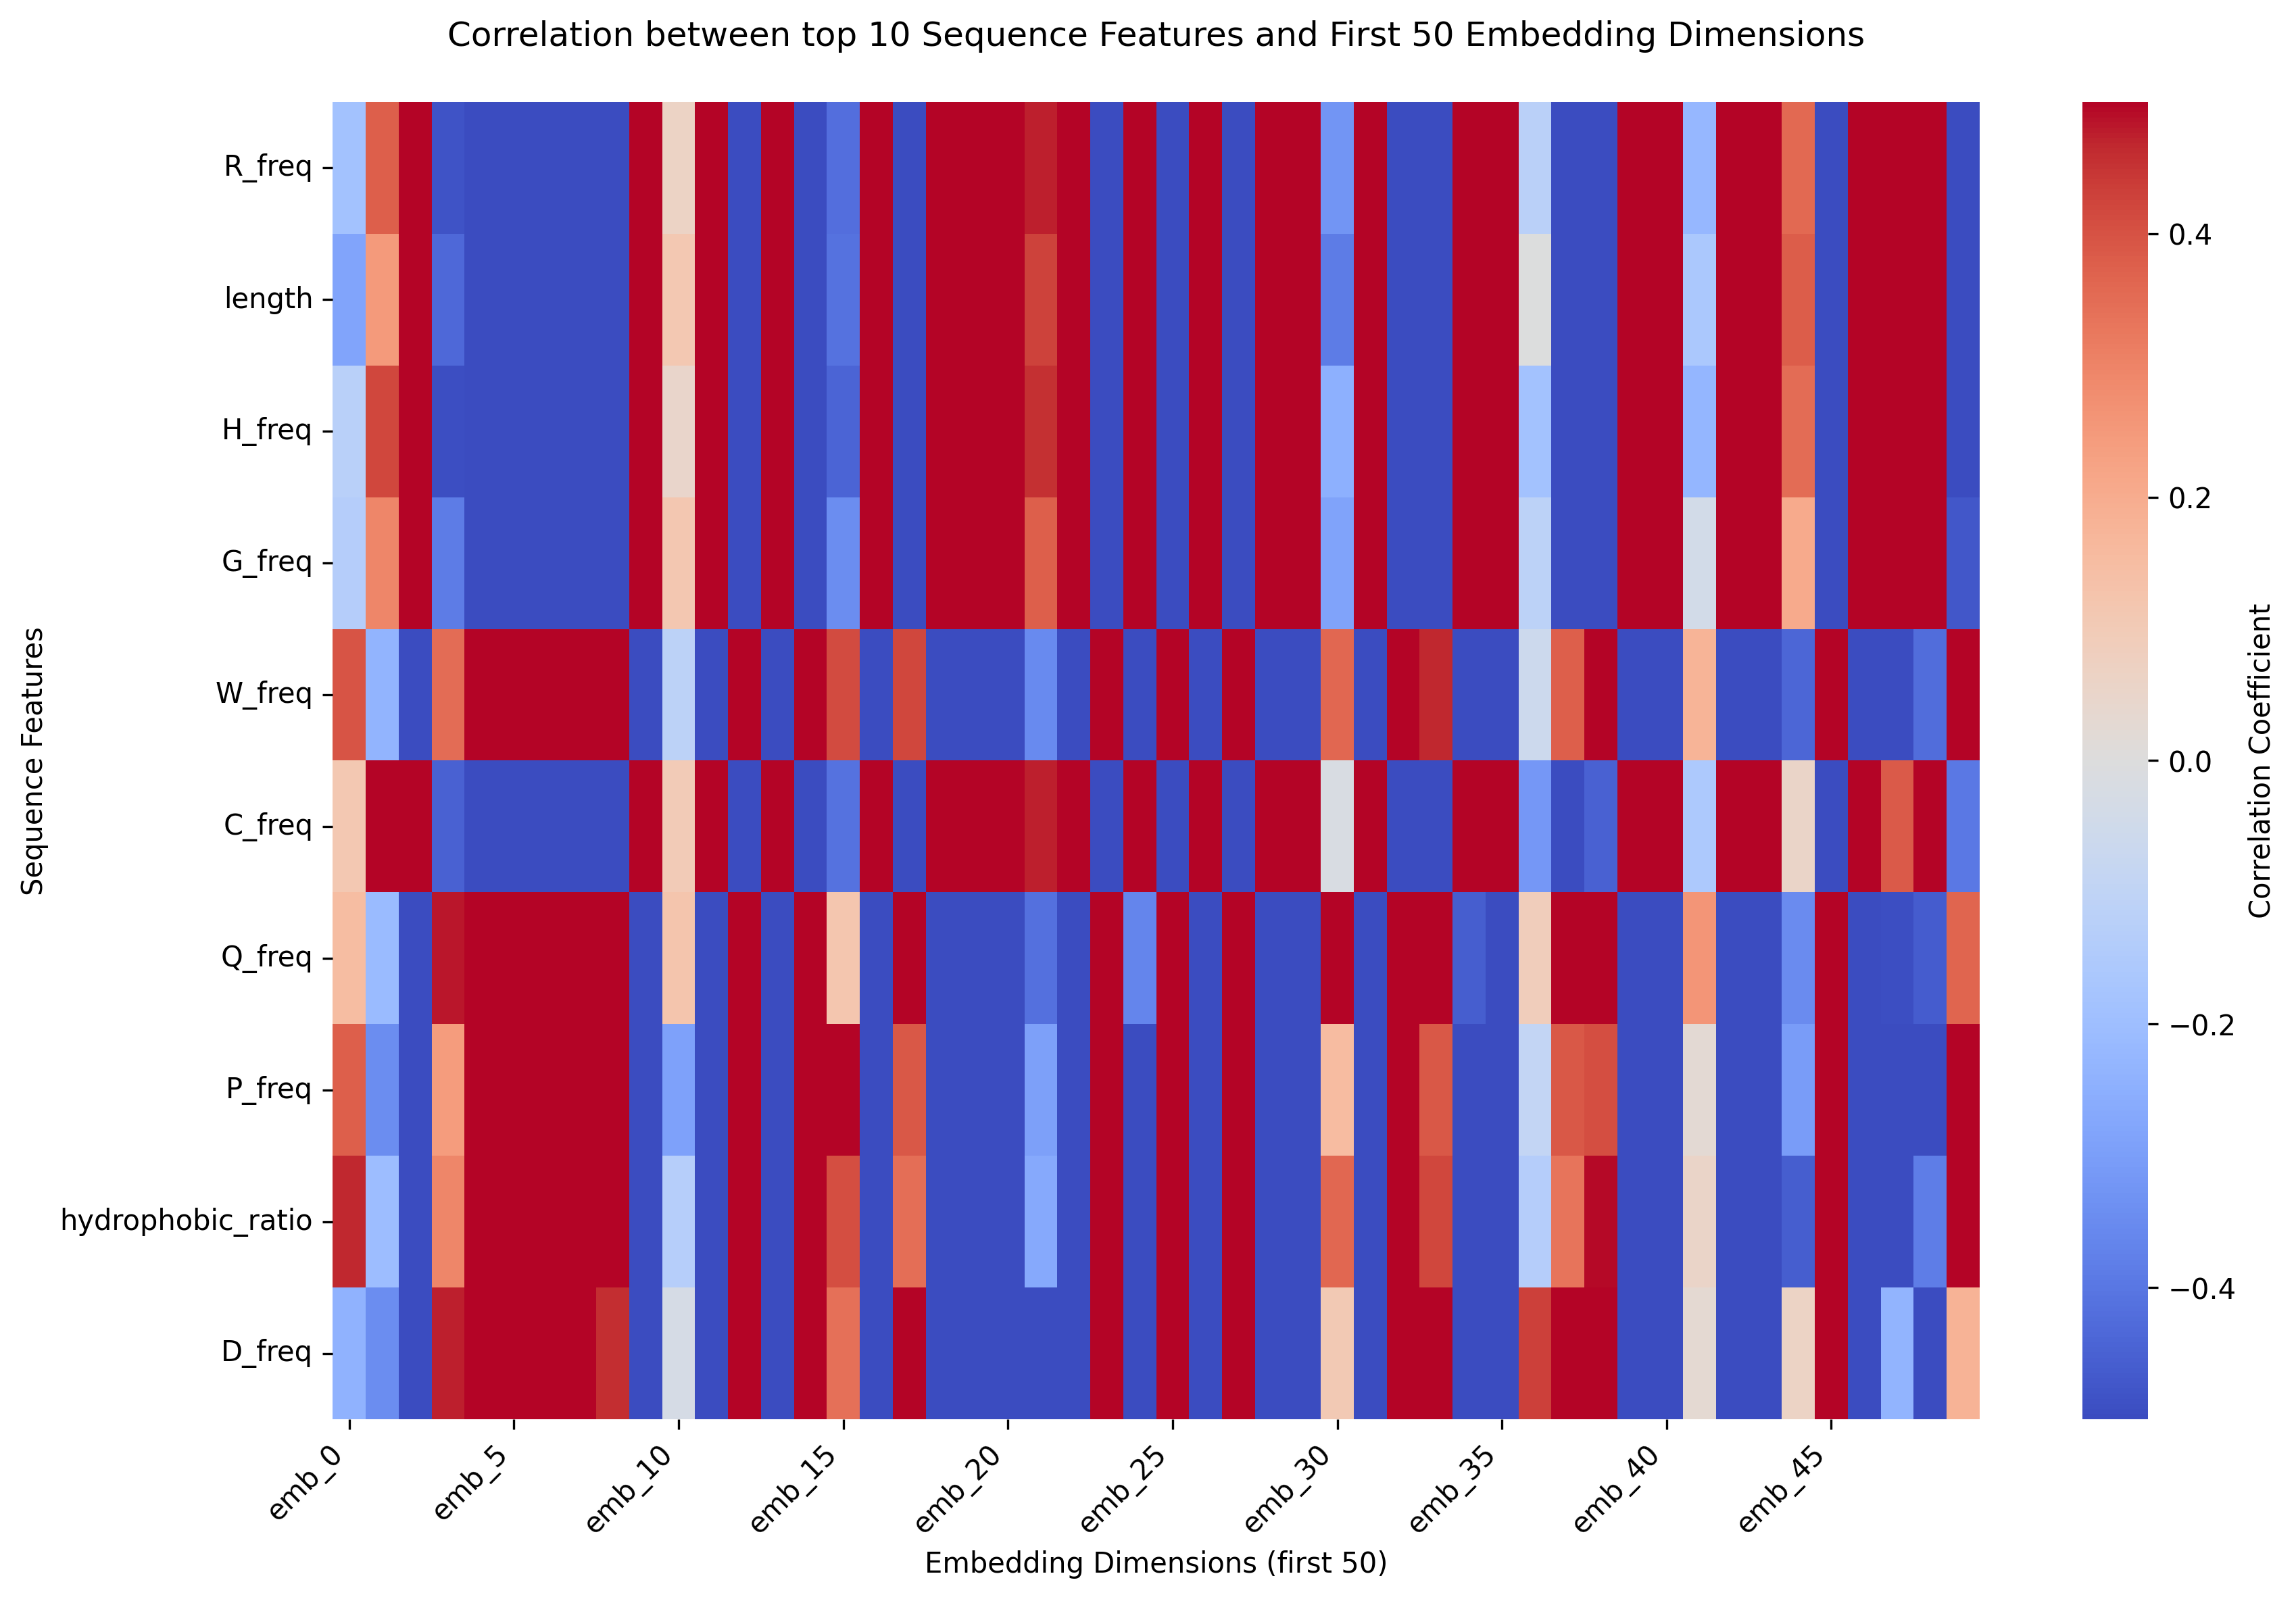 Correlation between top 10 Sequence Features and First 50 Embedding Dimensions
Sequence Features
R_freq
length
H_freq
G_freq
W_freq
C_freq
Q_freq
P_freq
hydrophobic_ratio
D_freq
emb_0
emb_5
emb_10
emb_15
emb_20
emb_25
emb_30
emb_35
emb_40
emb_45
Embedding Dimensions (first 50)
0.4
0.2
0.0
−0.2
−0.4
Correlation Coefficient